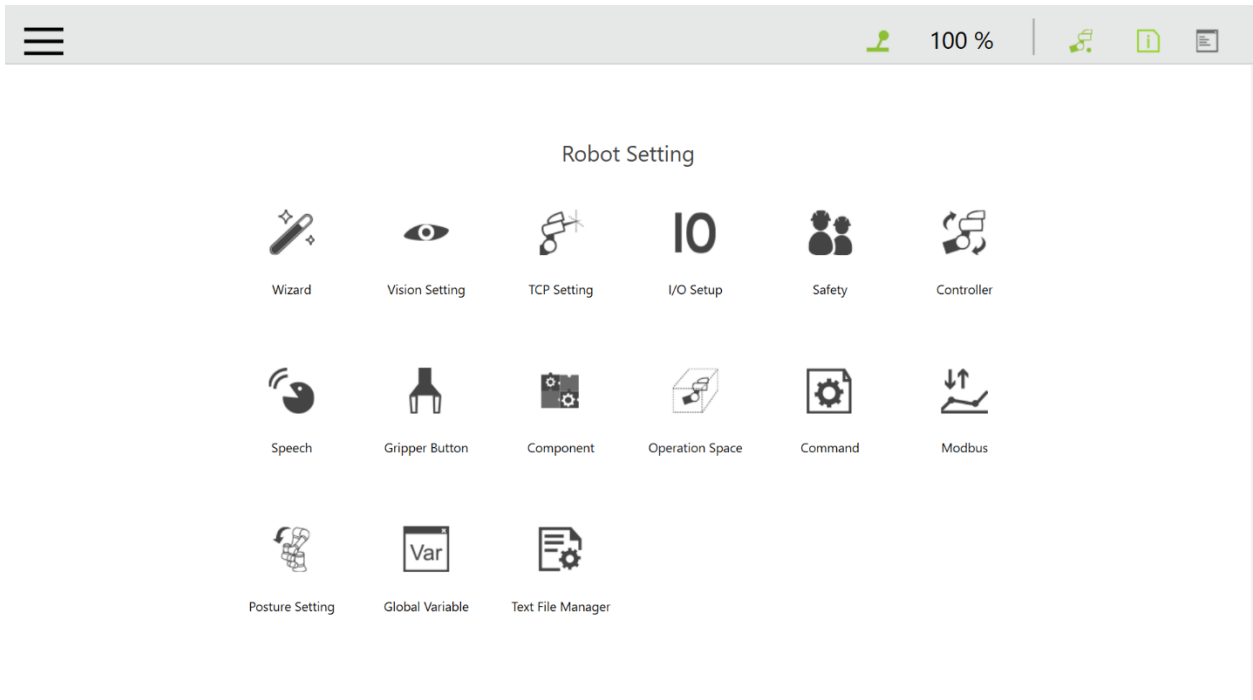 100 %
Robot Setting
IO
Wizard Vision Setting TCP Setting I/O Setup Safety Controller
Speech Gripper Button Component Operation Space Command Modbus
Var
Posture Setting Global Variable Text File Manager